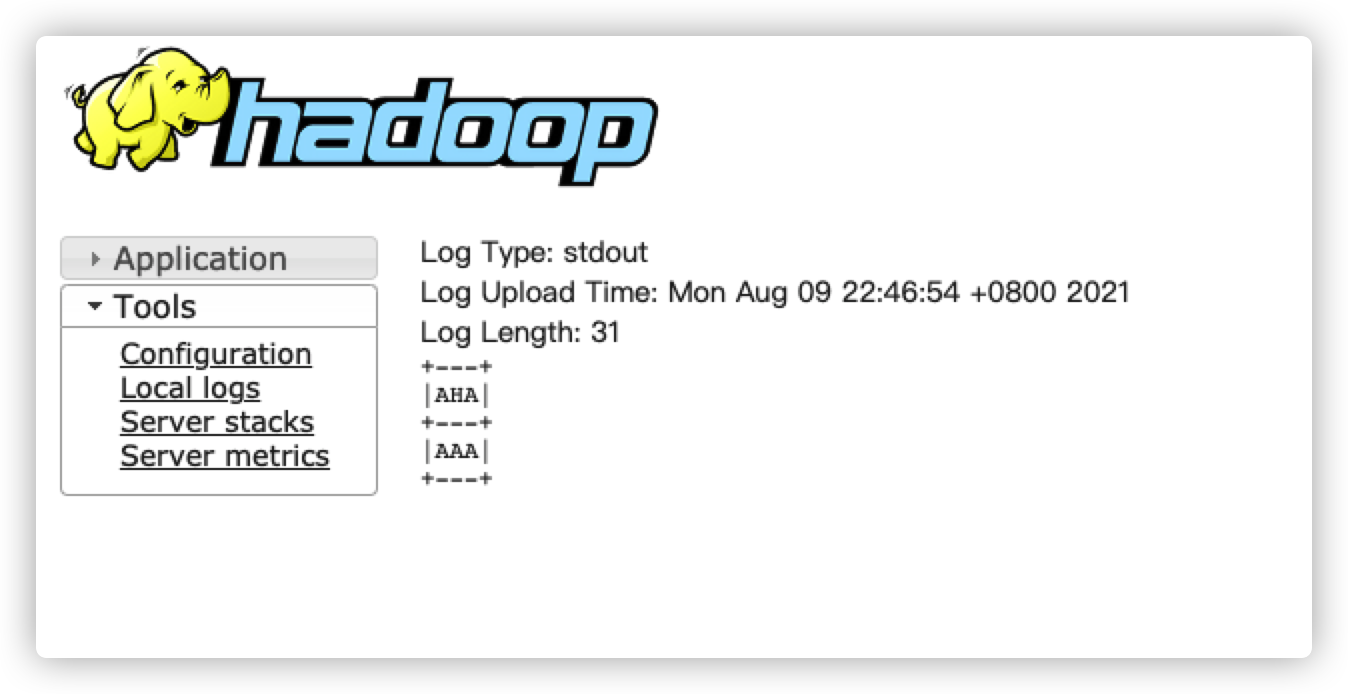 hadoop
Application
Tools
Configuration
Local logs
Server stacks
Server metrics
Log Type: stdout
Log Upload Time: Mon Aug 09 22:46:54 +0800 2021
Log Length: 31
+---+
|AHA|
+---+
|AAA|
+---+